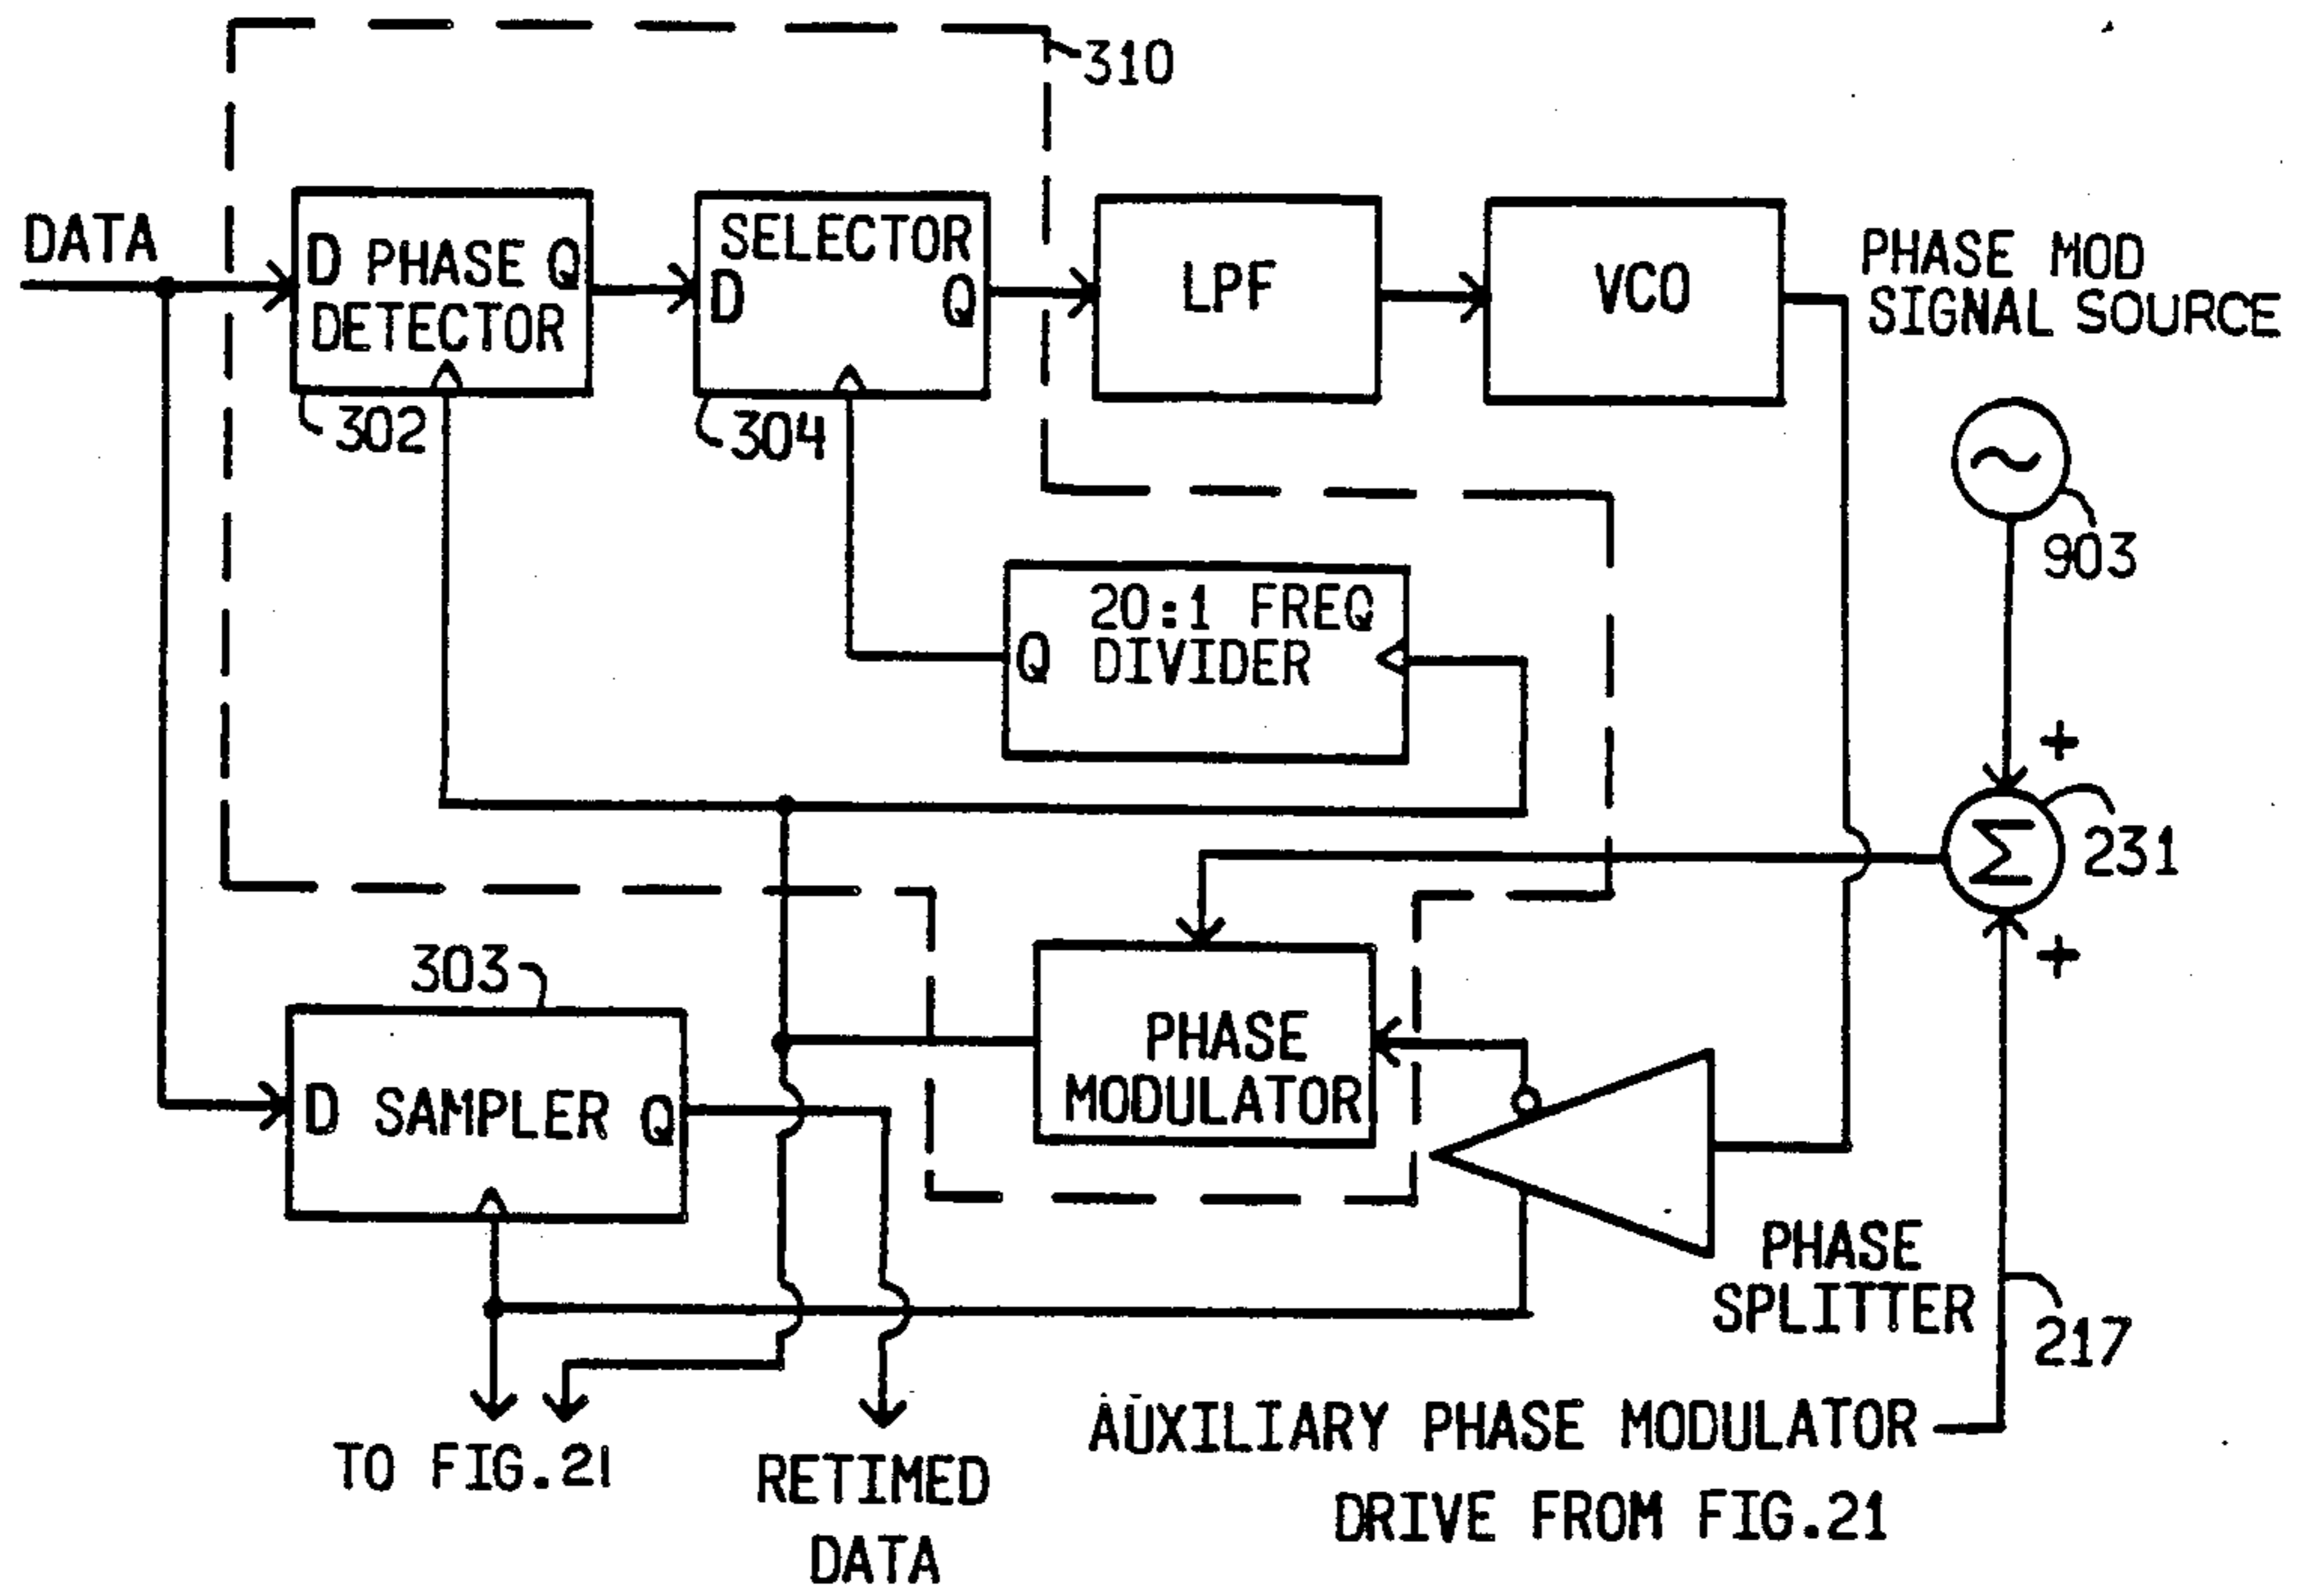 310
DATA
D PHASE Q
DETECTOR
302
SELECTOR
D Q
304
LPF
VCO
PHASE MOD
SIGNAL SOURCE
~
903
20:1 FREQ
Q DIVIDER
+
Σ
231
+
303
D SAMPLER Q
PHASE
MODULATOR
PHASE
SPLITTER
217
TO FIG.21
RETIMED
DATA
AUXILIARY PHASE MODULATOR
DRIVE FROM FIG.21